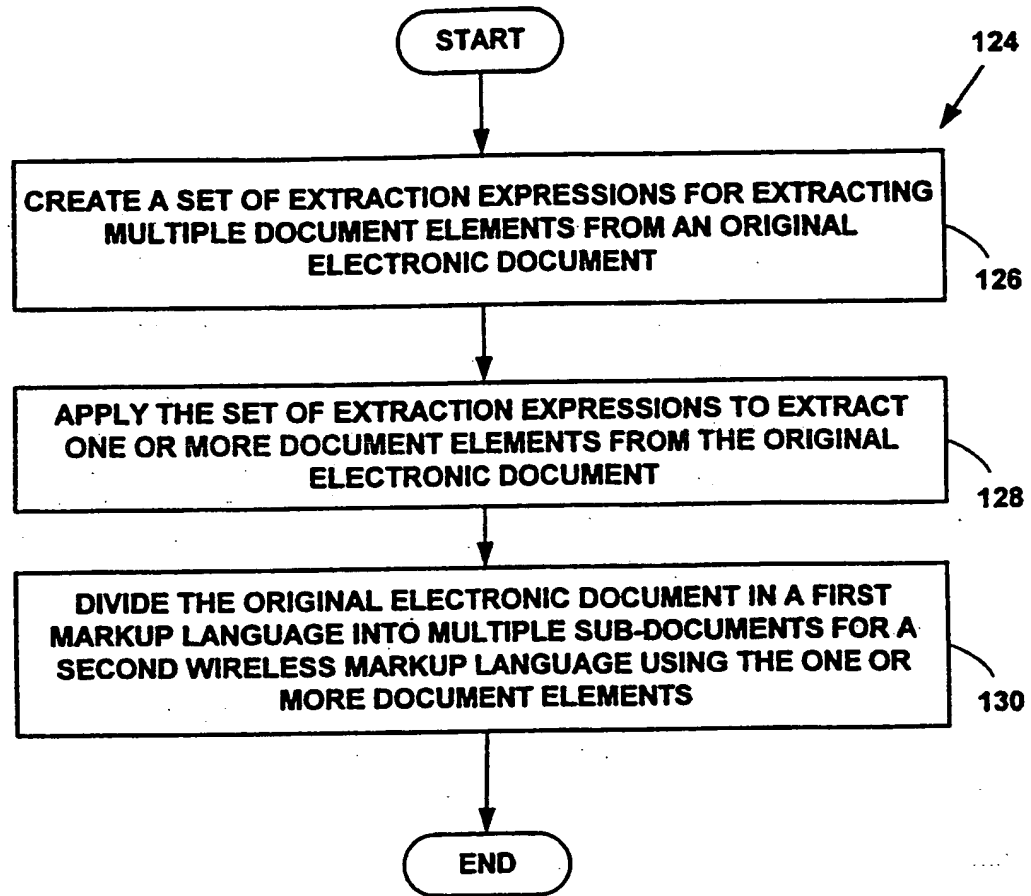 START
124
CREATE A SET OF EXTRACTION EXPRESSIONS FOR EXTRACTING
MULTIPLE DOCUMENT ELEMENTS FROM AN ORIGINAL
ELECTRONIC DOCUMENT
126
APPLY THE SET OF EXTRACTION EXPRESSIONS TO EXTRACT
ONE OR MORE DOCUMENT ELEMENTS FROM THE ORIGINAL
ELECTRONIC DOCUMENT
128
DIVIDE THE ORIGINAL ELECTRONIC DOCUMENT IN A FIRST
MARKUP LANGUAGE INTO MULTIPLE SUB-DOCUMENTS FOR A
SECOND WIRELESS MARKUP LANGUAGE USING THE ONE OR
MORE DOCUMENT ELEMENTS
130
END